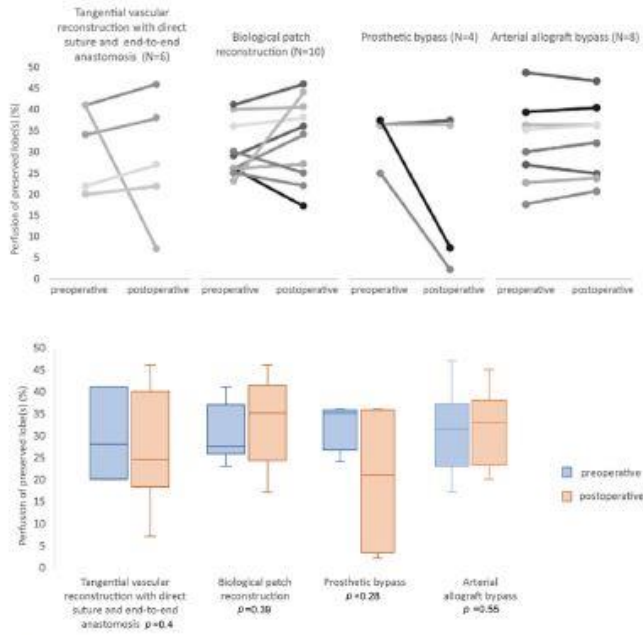 Tangential vascular
reconstruction with direct
suture and end-to-end
anastomosis (N=6)
Biological patch
reconstruction (N=10)
Prosthetic bypass (N=4)
Arterial allograft bypass (N=8)
Perfusion of preserved lobe(s) (%)
50
45
40
35
30
25
20
15
10
5
0
preoperative
postoperative
preoperative
postoperative
preoperative
postoperative
preoperative
postoperative
Perfusion of preserved lobe(s) (%)
50
45
40
35
30
25
20
15
10
5
0
preoperative
postoperative
Tangential vascular
reconstruction with direct
suture and end-to-end
anastomosis p=0.4
Biological patch
reconstruction
p=0.39
Prosthetic bypass
p=0.28
Arterial
allograft bypass
p=0.55